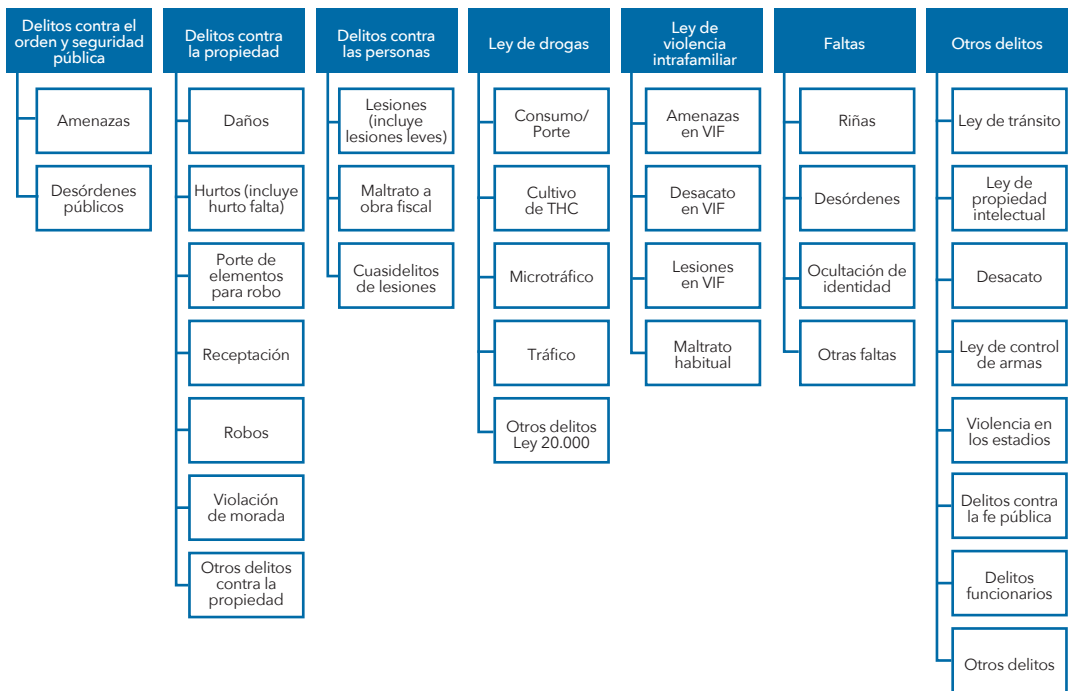 Delitos contra el
orden y seguridad
pública
Amenazas
Desórdenes
públicos
Delitos contra
la propiedad
Daños
Hurtos (incluye
hurto falta)
Porte de
elementos
para robo
Receptación
Robos
Violación
de morada
Otros delitos
contra la
propiedad
Delitos contra
las personas
Lesiones
(incluye
lesiones leves)
Maltrato a
obra fiscal
Cuasidelitos
de lesiones
Ley de drogas
Consumo/
Porte
Cultivo
de THC
Microtráfico
Tráfico
Otros delitos
Ley 20.000
Ley de
violencia
intrafamiliar
Amenazas
en VIF
Desacato
en VIF
Lesiones
en VIF
Maltrato
habitual
Faltas
Riñas
Desórdenes
Ocultación de
identidad
Otras faltas
Otros delitos
Ley de tránsito
Ley de
propiedad
intelectual
Desacato
Ley de control
de armas
Violencia en
los estadios
Delitos contra
la fe pública
Delitos
funcionarios
Otros delitos